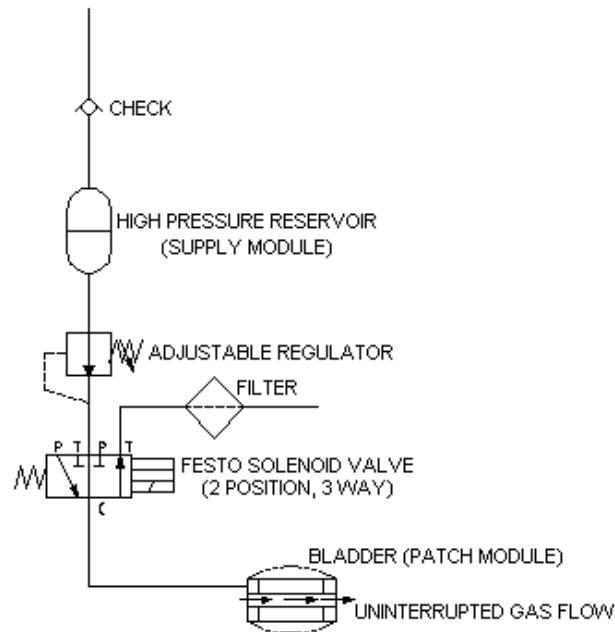 CHECK
HIGH PRESSURE RESERVOIR
(SUPPLY MODULE)
ADJUSTABLE REGULATOR
FILTER
P T P T
FESTO SOLENOID VALVE
(2 POSITION, 3 WAY)
C
BLADDER (PATCH MODULE)
UNINTERRUPTED GAS FLOW